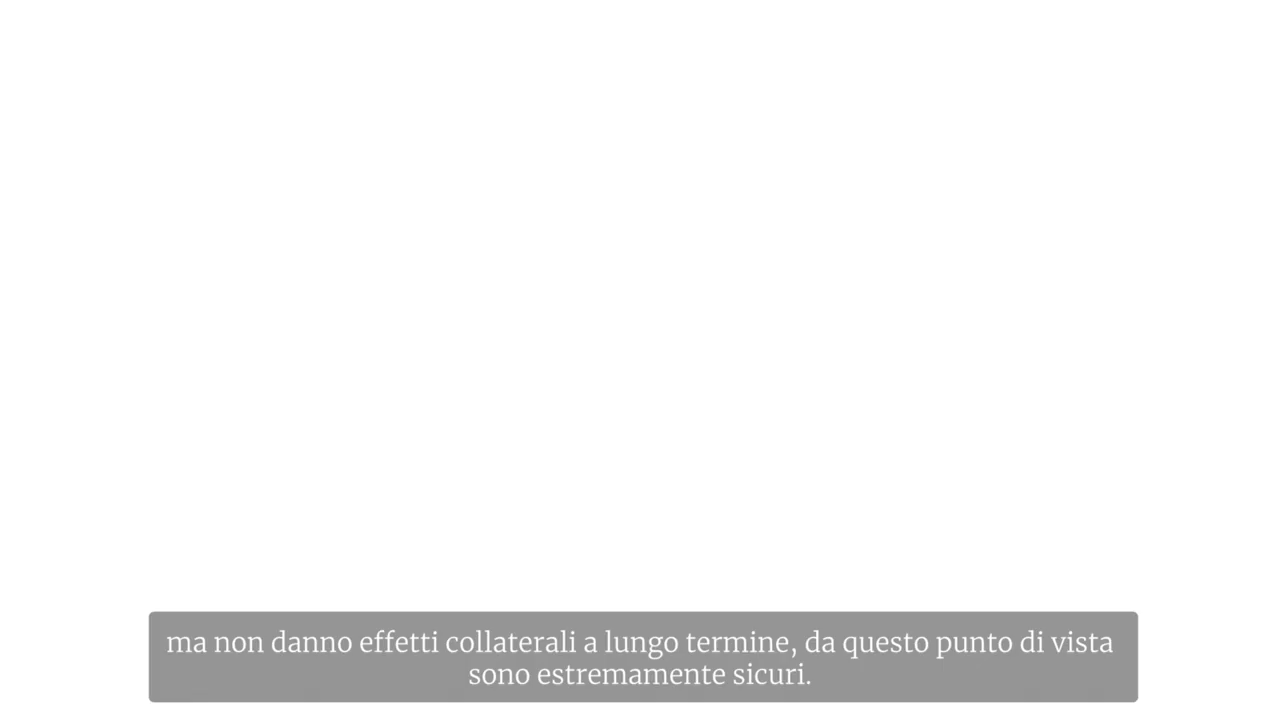 ma non danno effetti collaterali a lungo termine, da questo punto di vista
sono estremamente sicuri.